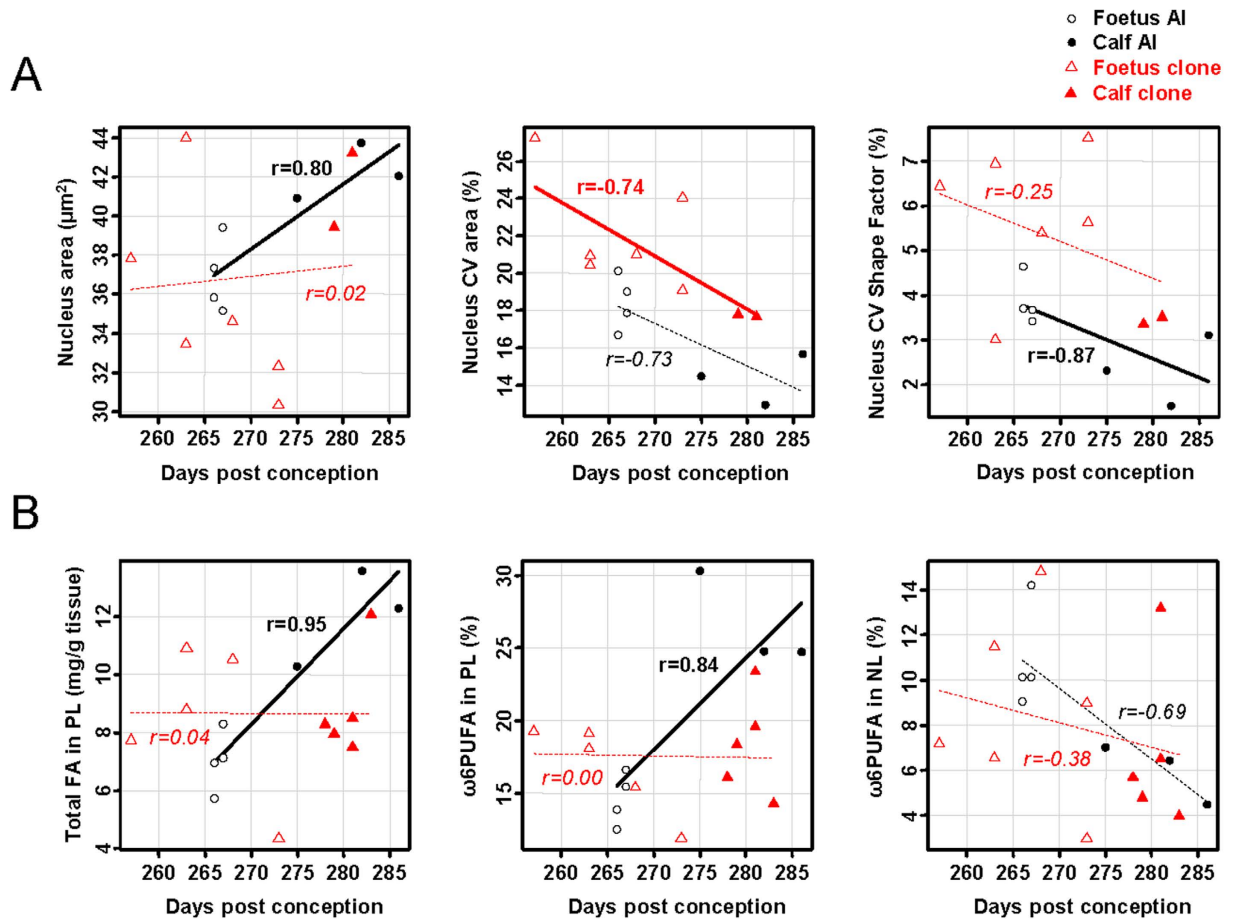 Foetus AI
Calf AI
Foetus clone
Calf clone
A
Nucleus area (µm²)
44
42
40
38
36
34
32
30
r=0.80
r=0.02
260 265 270 275 280 285
Days post conception
Nucleus CV area (%)
26
24
22
20
18
16
14
r=-0.74
r=-0.73
260 265 270 275 280 285
Days post conception
Nucleus CV Shape Factor (%)
7
6
5
4
3
2
r=-0.25
r=-0.87
260 265 270 275 280 285
Days post conception
B
Total FA in PL (mg/g tissue)
12
10
8
6
4
r=0.95
r=0.04
260 265 270 275 280 285
Days post conception
ω6PUFA in PL (%)
30
25
20
15
r=0.84
r=0.00
260 265 270 275 280 285
Days post conception
ω6PUFA in NL (%)
14
12
10
8
6
4
r=-0.69
r=-0.38
260 265 270 275 280 285
Days post conception